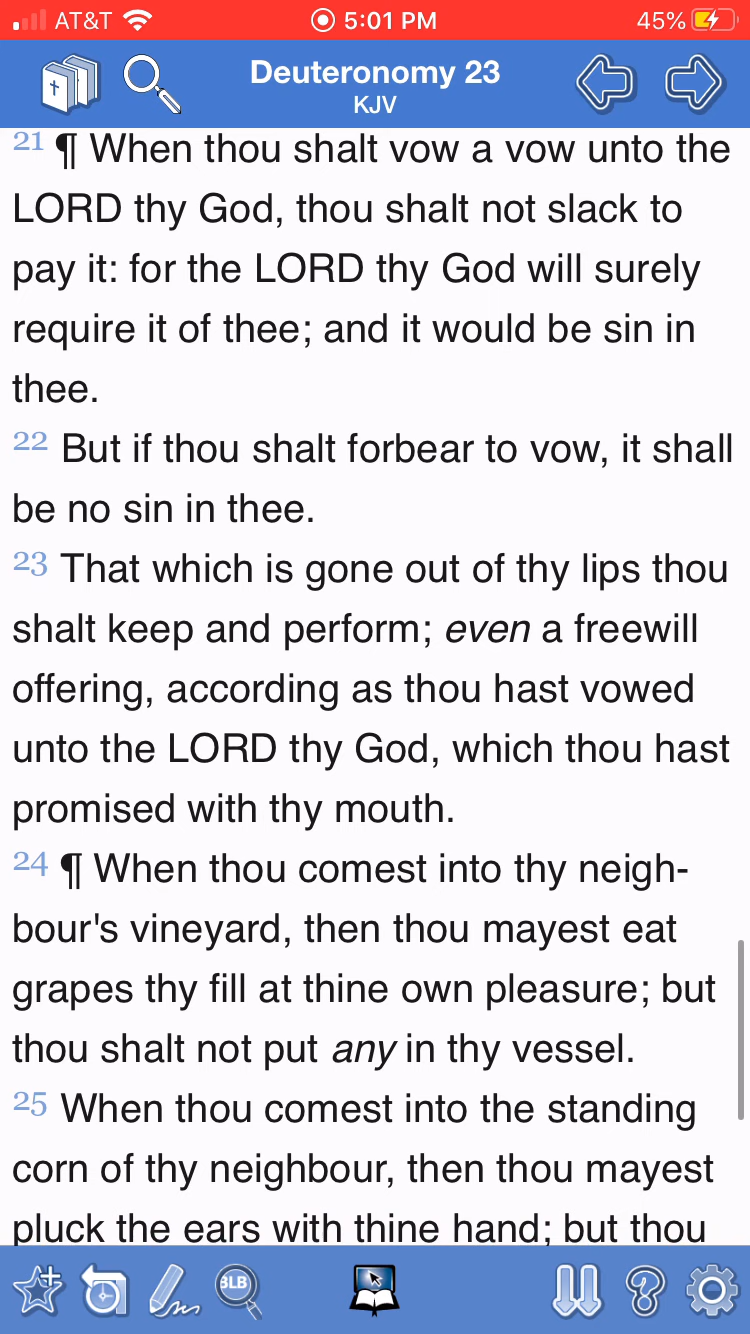 AT&T 5:01 PM 45%
Deuteronomy 23
KJV
21 ¶ When thou shalt vow a vow unto the
LORD thy God, thou shalt not slack to
pay it: for the LORD thy God will surely
require it of thee; and it would be sin in
thee.
22 But if thou shalt forbear to vow, it shall
be no sin in thee.
23 That which is gone out of thy lips thou
shalt keep and perform; even a freewill
offering, according as thou hast vowed
unto the LORD thy God, which thou hast
promised with thy mouth.
24 ¶ When thou comest into thy neigh-
bour's vineyard, then thou mayest eat
grapes thy fill at thine own pleasure; but
thou shalt not put any in thy vessel.
25 When thou comest into the standing
corn of thy neighbour, then thou mayest
pluck the ears with thine hand; but thou
BLB